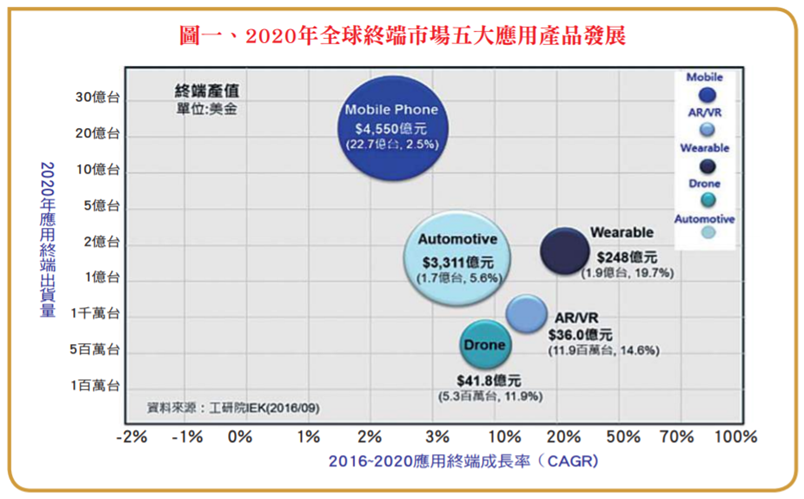 圖一、2020年全球終端市場五大應用產品發展
終端產值
單位:美金
Mobile Phone
$4,550億元
(22.7億台, 2.5%)
Automotive
$3,311億元
(1.7億台, 5.6%)
Wearable
$248億元
(1.9億台, 19.7%)
AR/VR
$36.0億元
(11.9百萬台, 14.6%)
Drone
$41.8億元
(5.3百萬台, 11.9%)
Mobile
AR/VR
Wearable
Drone
Automotive
2020年應用終端出貨量
30億台
20億台
10億台
5億台
2億台
1億台
1千萬台
5百萬台
1百萬台
資料來源：工研院IEK(2016/09)
-2% -1% 0% 1% 2% 3% 10% 20% 50% 70% 100%
2016~2020應用終端成長率（CAGR)